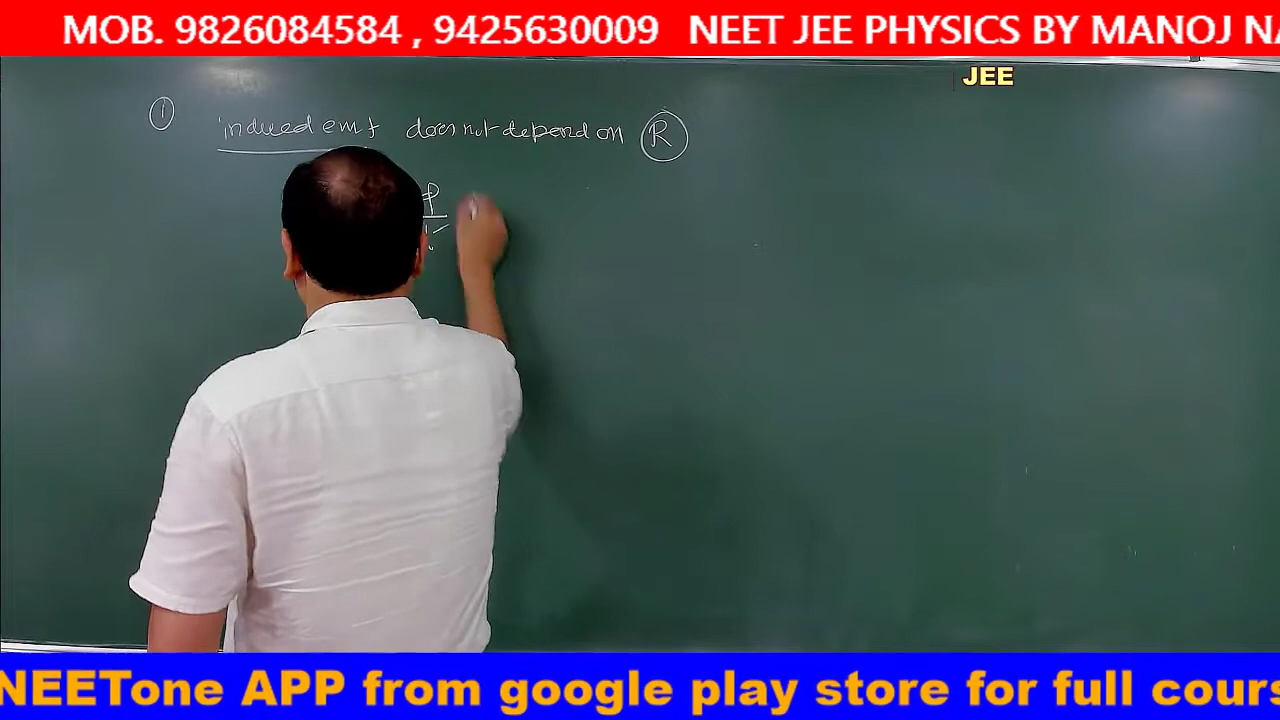 MOB. 9826084584 , 9425630009 NEET JEE PHYSICS BY MANOJ NA
JEE
① induced emf does not depend on R
NEETone APP from google play store for full cours